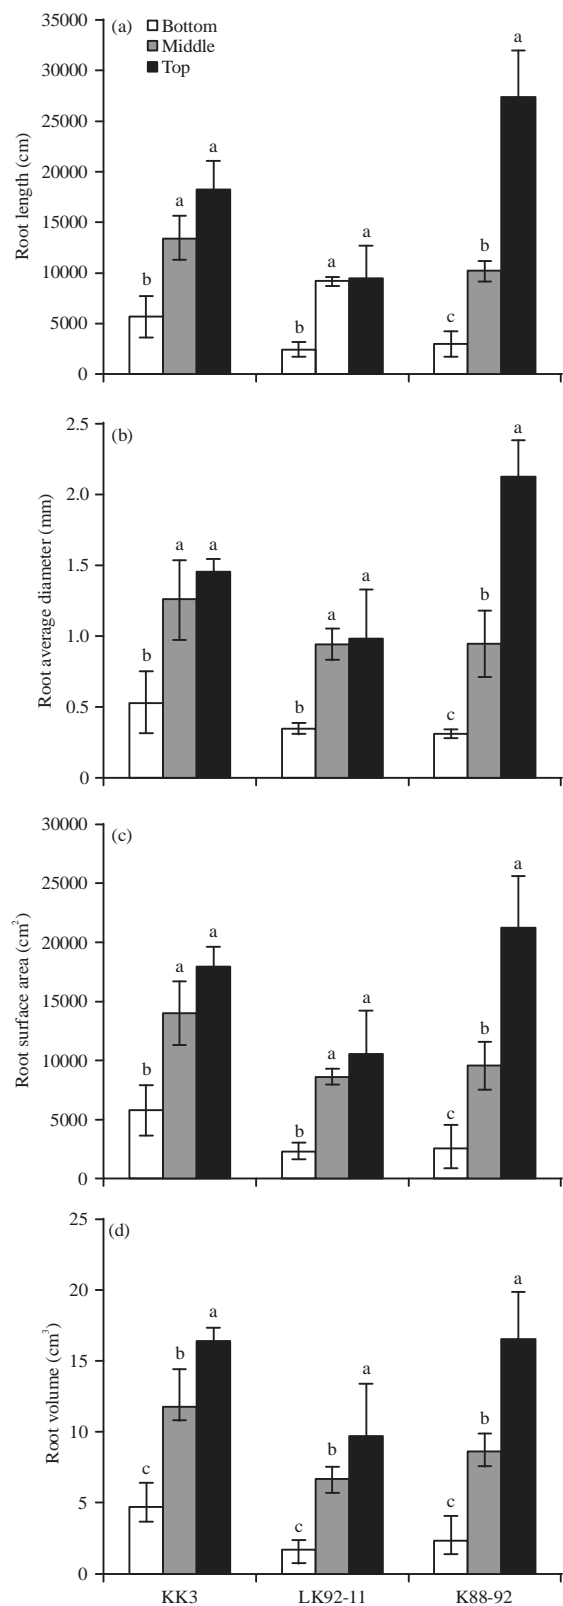 (a)
Bottom
Middle
Top
Root length (cm)
35000
30000
25000
20000
15000
10000
5000
0
b
a
a
b
a
a
c
b
a
(b)
Root average diameter (mm)
2.5
2.0
1.5
1.0
0.5
0
b
a
a
b
a
a
c
b
a
(c)
Root surface area (cm²)
30000
25000
20000
15000
10000
5000
0
b
a
a
b
a
a
c
b
a
(d)
Root volume (cm³)
25
20
15
10
5
0
c
b
a
c
b
a
c
b
a
KK3 LK92-11 K88-92